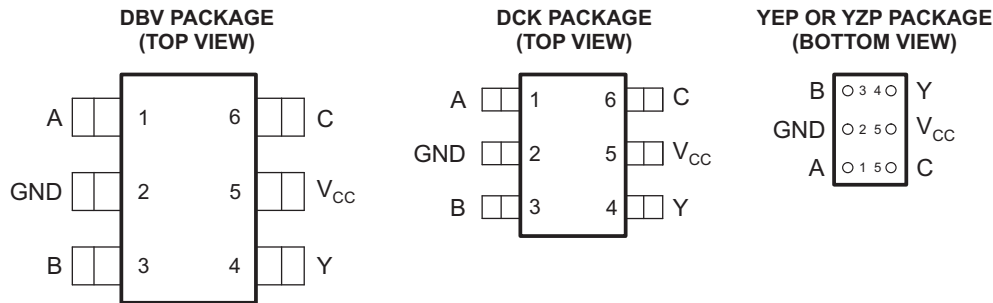 DBV PACKAGE
(TOP VIEW)
A 1 6 C
GND 2 5 VCC
B 3 4 Y
DCK PACKAGE
(TOP VIEW)
A 1 6 C
GND 2 5 VCC
B 3 4 Y
YEP OR YZP PACKAGE
(BOTTOM VIEW)
B 3 4 Y
GND 2 5 VCC
A 1 5 C